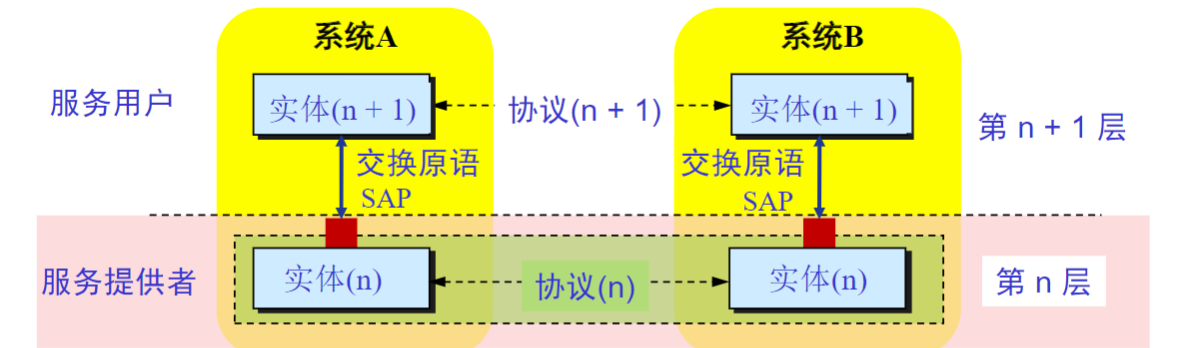 系统A
系统B
服务用户
实体(n + 1)
协议(n + 1)
实体(n + 1)
第 n + 1 层
交换原语
SAP
交换原语
SAP
服务提供者
实体(n)
协议(n)
实体(n)
第 n 层